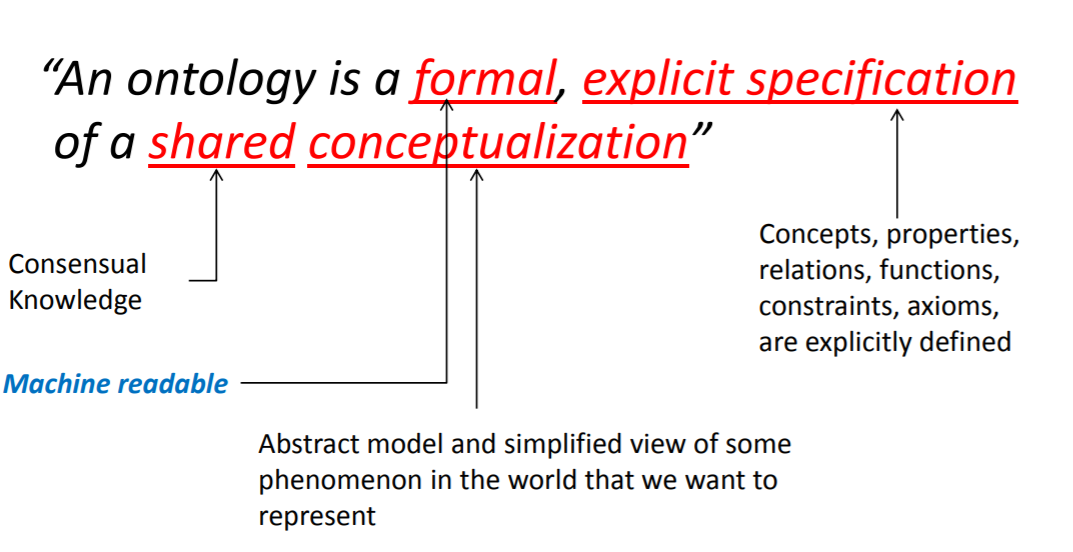 “An ontology is a formal, explicit specification
of a shared conceptualization”
Consensual
Knowledge
Machine readable
Concepts, properties,
relations, functions,
constraints, axioms,
are explicitly defined
Abstract model and simplified view of some
phenomenon in the world that we want to
represent